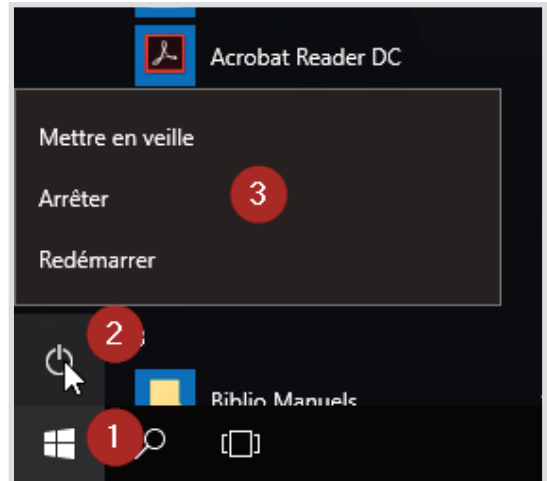 Acrobat Reader DC
Mettre en veille
Arrêter
3
Redémarrer
2
Biblio Manuels
1